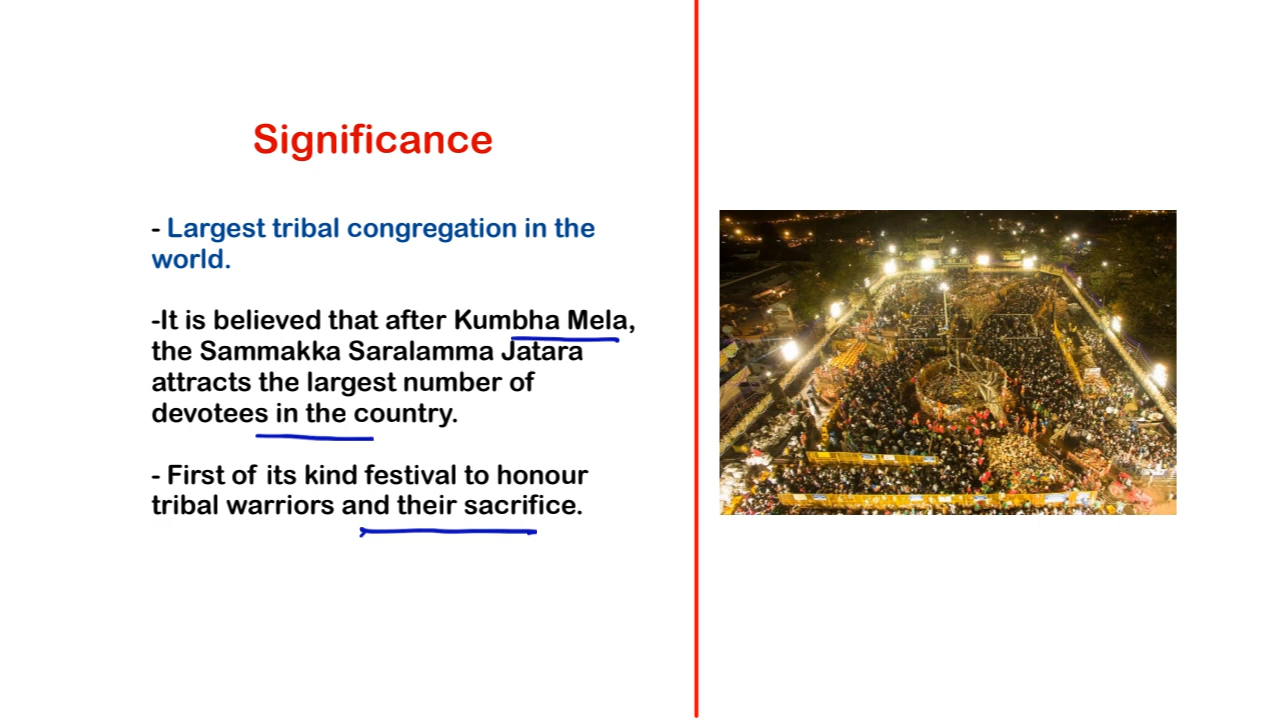 Significance
- Largest tribal congregation in the
world.
-It is believed that after Kumbha Mela,
the Sammakka Saralamma Jatara
attracts the largest number of
devotees in the country.
- First of its kind festival to honour
tribal warriors and their sacrifice.